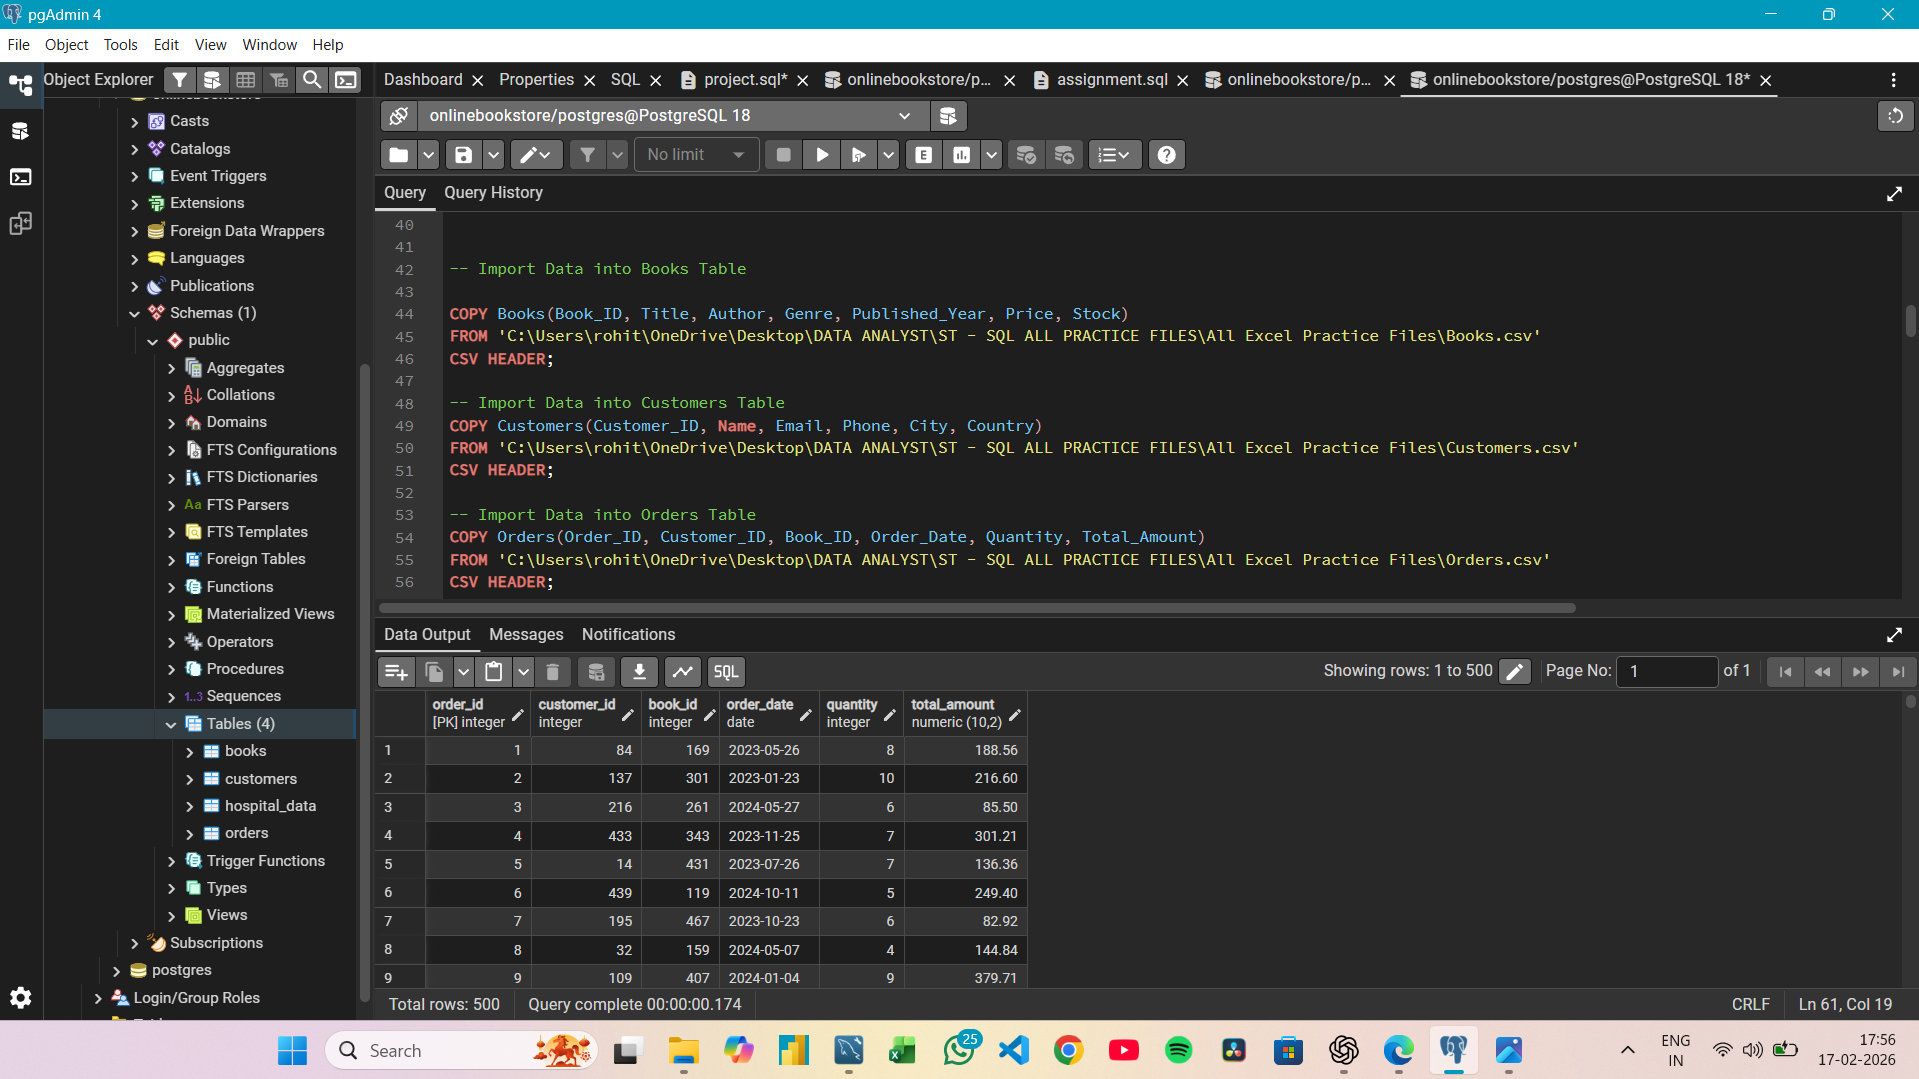 pgAdmin 4
File Object Tools Edit View Window Help
Object Explorer
Dashboard Properties SQL project.sql* onlinebookstore/p... assignment.sql onlinebookstore/p... onlinebookstore/postgres@PostgreSQL 18*
onlinebookstore/postgres@PostgreSQL 18
No limit
Query Query History
Casts
Catalogs
Event Triggers
Extensions
Foreign Data Wrappers
Languages
Publications
Schemas (1)
public
Aggregates
Collations
Domains
FTS Configurations
FTS Dictionaries
Aa FTS Parsers
FTS Templates
Foreign Tables
Functions
Materialized Views
Operators
Procedures
1..3 Sequences
Tables (4)
books
customers
hospital_data
orders
Trigger Functions
Types
Views
Subscriptions
postgres
Login/Group Roles
40
41
42 -- Import Data into Books Table
43
44 COPY Books(Book_ID, Title, Author, Genre, Published_Year, Price, Stock)
45 FROM 'C:\Users\rohit\OneDrive\Desktop\DATA ANALYST\ST - SQL ALL PRACTICE FILES\All Excel Practice Files\Books.csv'
46 CSV HEADER;
47
48 -- Import Data into Customers Table
49 COPY Customers(Customer_ID, Name, Email, Phone, City, Country)
50 FROM 'C:\Users\rohit\OneDrive\Desktop\DATA ANALYST\ST - SQL ALL PRACTICE FILES\All Excel Practice Files\Customers.csv'
51 CSV HEADER;
52
53 -- Import Data into Orders Table
54 COPY Orders(Order_ID, Customer_ID, Book_ID, Order_Date, Quantity, Total_Amount)
55 FROM 'C:\Users\rohit\OneDrive\Desktop\DATA ANALYST\ST - SQL ALL PRACTICE FILES\All Excel Practice Files\Orders.csv'
56 CSV HEADER;
Data Output Messages Notifications
SQL Showing rows: 1 to 500 Page No: 1 of 1
order_id customer_id book_id order_date quantity total_amount
[PK] integer integer integer date integer numeric (10,2)
1 1 84 169 2023-05-26 8 188.56
2 2 137 301 2023-01-23 10 216.60
3 3 216 261 2024-05-27 6 85.50
4 4 433 343 2023-11-25 7 301.21
5 5 14 431 2023-07-26 7 136.36
6 6 439 119 2024-10-11 5 249.40
7 7 195 467 2023-10-23 6 82.92
8 8 32 159 2024-05-07 4 144.84
9 9 109 407 2024-01-04 9 379.71
Total rows: 500 Query complete 00:00:00.174 CRLF Ln 61, Col 19
Search 25 ENG 17:56
IN 17-02-2026